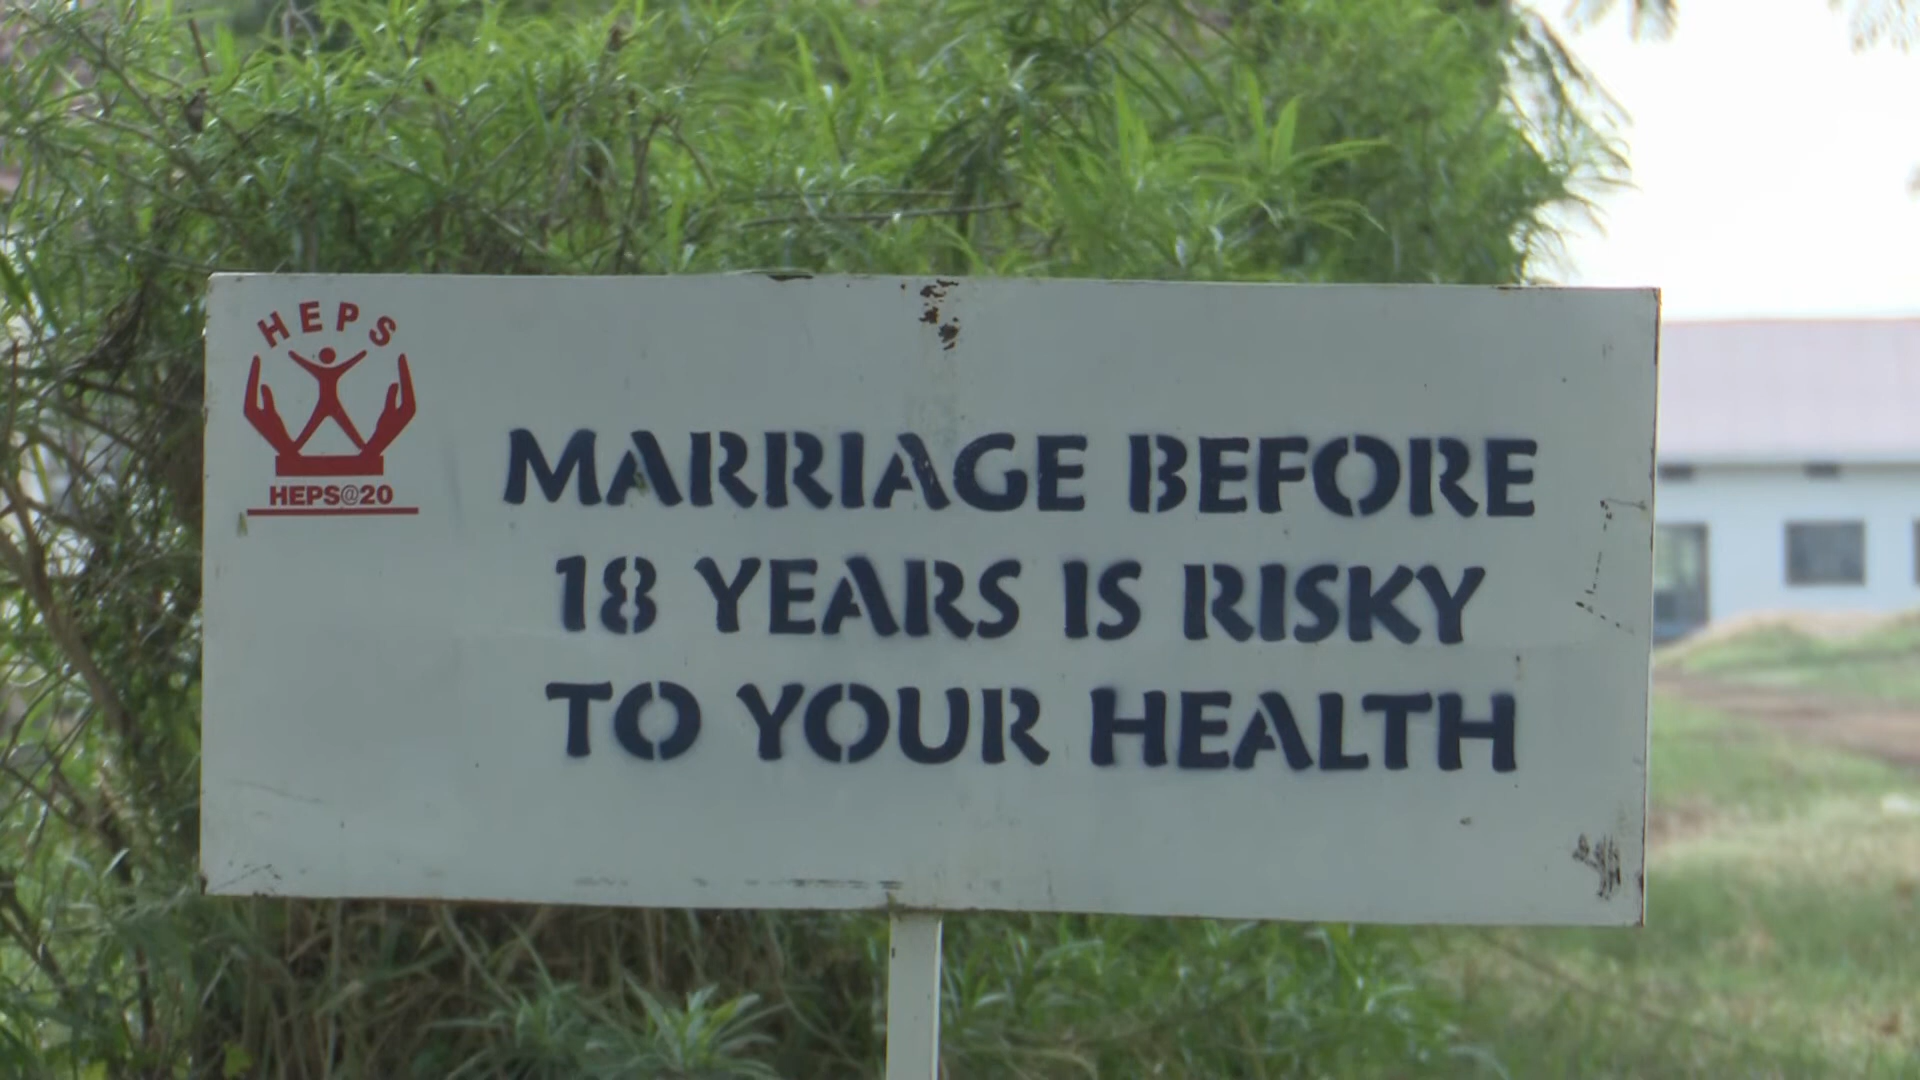 HEPS
HEPS@20
MARRIAGE BEFORE
18 YEARS IS RISKY
TO YOUR HEALTH